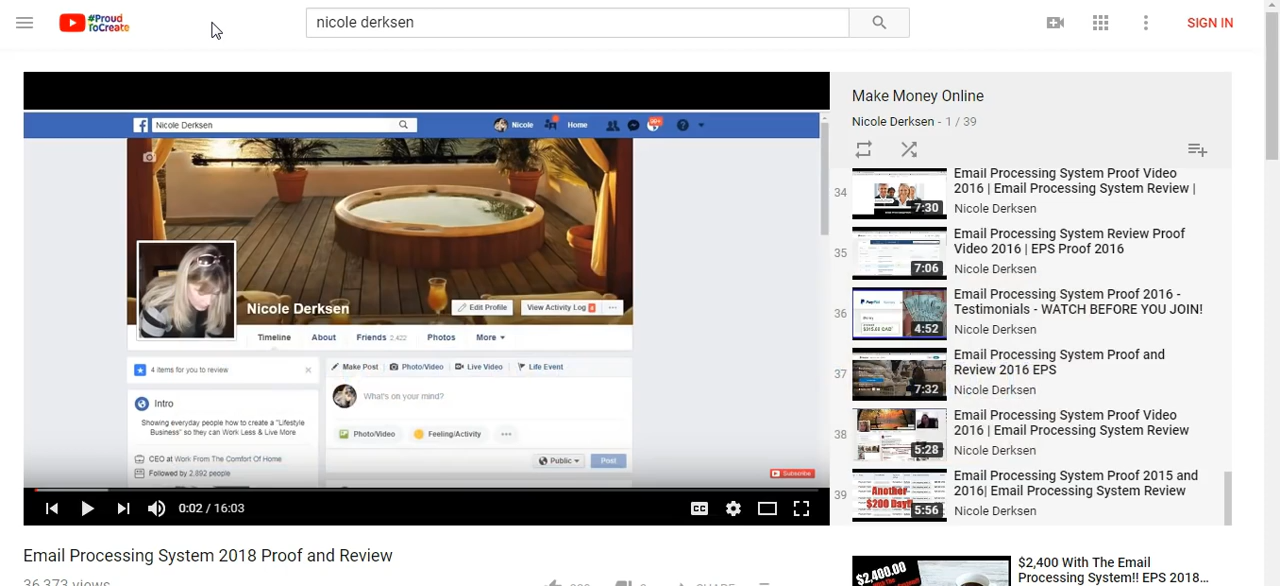 #Proud
ToCreate
nicole derksen
SIGN IN
Nicole Derksen
Nicole
Home
Nicole Derksen
Edit Profile
View Activity Log
Timeline
About
Friends 2,422
Photos
More
4 items for you to review
Make Post
Photo/Video
Live Video
Life Event
Intro
Showing everyday people how to create a "Lifestyle
Business" so they can Work Less & Live More
CEO at Work From The Comfort Of Home
Followed by 2,892 people
What's on your mind?
Photo/Video
Feeling/Activity
Public
Post
Subscribe
0:02 / 16:03
CC
Email Processing System 2018 Proof and Review
36,373 views
SHARE
Make Money Online
Nicole Derksen - 1 / 39
34
7:30
Email Processing System Proof Video
2016 | Email Processing System Review |
Nicole Derksen
35
7:06
Email Processing System Review Proof
Video 2016 | EPS Proof 2016
Nicole Derksen
36
PayPal
4:52
Email Processing System Proof 2016 -
Testimonials - WATCH BEFORE YOU JOIN!
Nicole Derksen
37
7:32
Email Processing System Proof and
Review 2016 EPS
Nicole Derksen
38
5:28
Email Processing System Proof Video
2016 | Email Processing System Review
Nicole Derksen
39
Another
$200 Day!!
5:56
Email Processing System Proof 2015 and
2016| Email Processing System Review
Nicole Derksen
$2,400.00
$2,400 With The Email
Processing System!! EPS 2018...